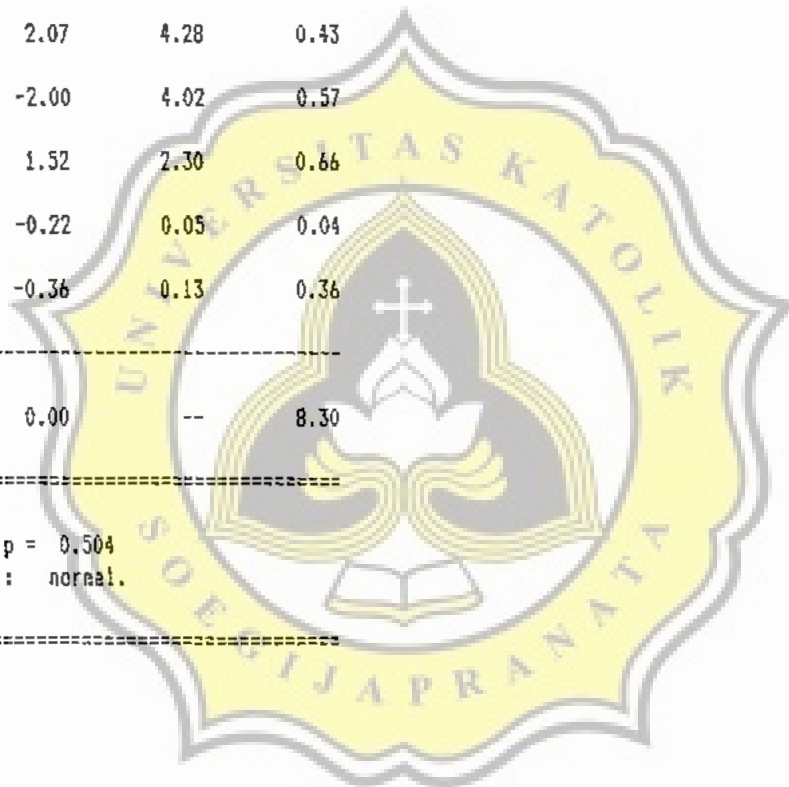 2.07 4.28 0.43
-2.00 4.02 0.57
1.52 2.30 0.66
-0.22 0.05 0.04
-0.36 0.13 0.36
0.00 -- 8.30
p = 0.504
: normal.
UNIVERSITAS KATOLIK
SOEGIJAPRANATA